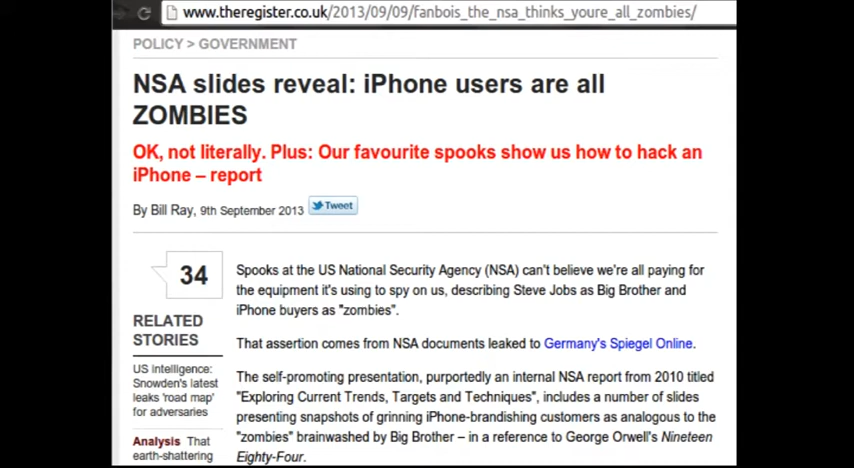 www.theregister.co.uk/2013/09/09/fanbois_the_nsa_thinks_youre_all_zombies/
POLICY > GOVERNMENT
NSA slides reveal: iPhone users are all
ZOMBIES
OK, not literally. Plus: Our favourite spooks show us how to hack an
iPhone – report
By Bill Ray, 9th September 2013
Tweet
34
RELATED
STORIES
US intelligence:
Snowden's latest
leaks 'road map'
for adversaries
Analysis That
earth-shattering
Spooks at the US National Security Agency (NSA) can't believe we're all paying for
the equipment it's using to spy on us, describing Steve Jobs as Big Brother and
iPhone buyers as "zombies".
That assertion comes from NSA documents leaked to Germany's Spiegel Online.
The self-promoting presentation, purportedly an internal NSA report from 2010 titled
"Exploring Current Trends, Targets and Techniques", includes a number of slides
presenting snapshots of grinning iPhone-brandishing customers as analogous to the
"zombies" brainwashed by Big Brother – in a reference to George Orwell's Nineteen
Eighty-Four.